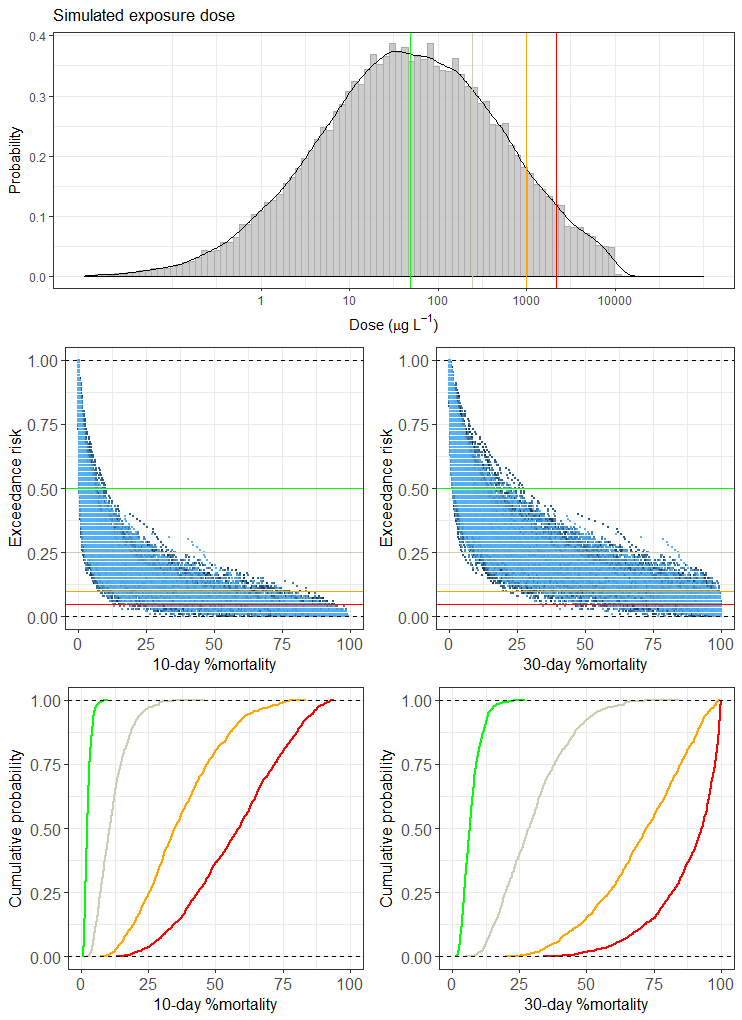 Simulated exposure dose
0.4
0.3
0.2
0.1
0.0
Probability
1 10 100 1000 10000
Dose (μg L⁻¹)
1.00
0.75
0.50
0.25
0.00
Exceedance risk
0 25 50 75 100
10-day %mortality
1.00
0.75
0.50
0.25
0.00
Exceedance risk
0 25 50 75 100
30-day %mortality
1.00
0.75
0.50
0.25
0.00
Cumulative probability
0 25 50 75 100
10-day %mortality
1.00
0.75
0.50
0.25
0.00
Cumulative probability
0 25 50 75 100
30-day %mortality